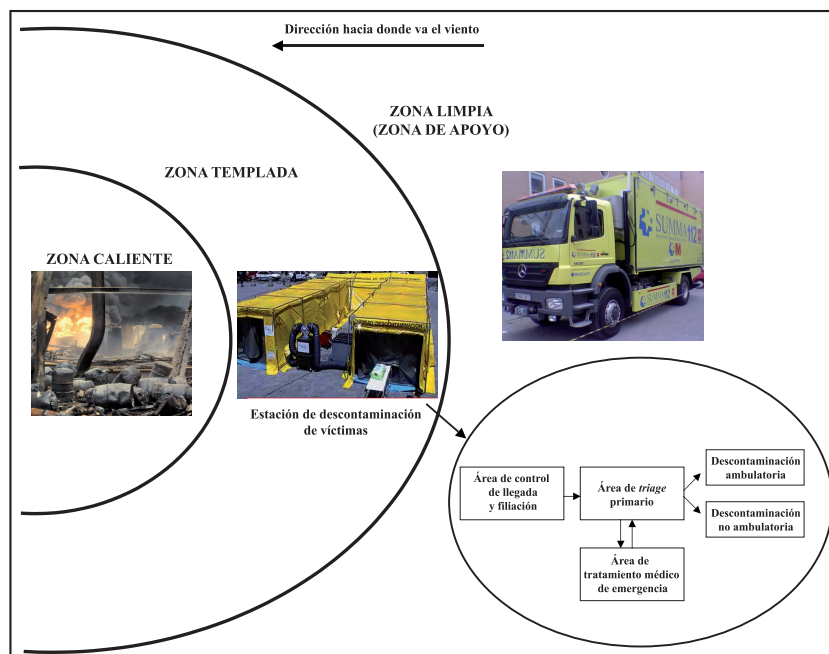 Dirección hacia donde va el viento
ZONA LIMPIA
(ZONA DE APOYO)
ZONA TEMPLADA
ZONA CALIENTE
SUMMA112
SUMMA
Estación de descontaminación
de víctimas
Área de control
de llegada
y filiación
Área de triage
primario
Descontaminación
ambulatoria
Descontaminación
no ambulatoria
Área de
tratamiento médico
de emergencia